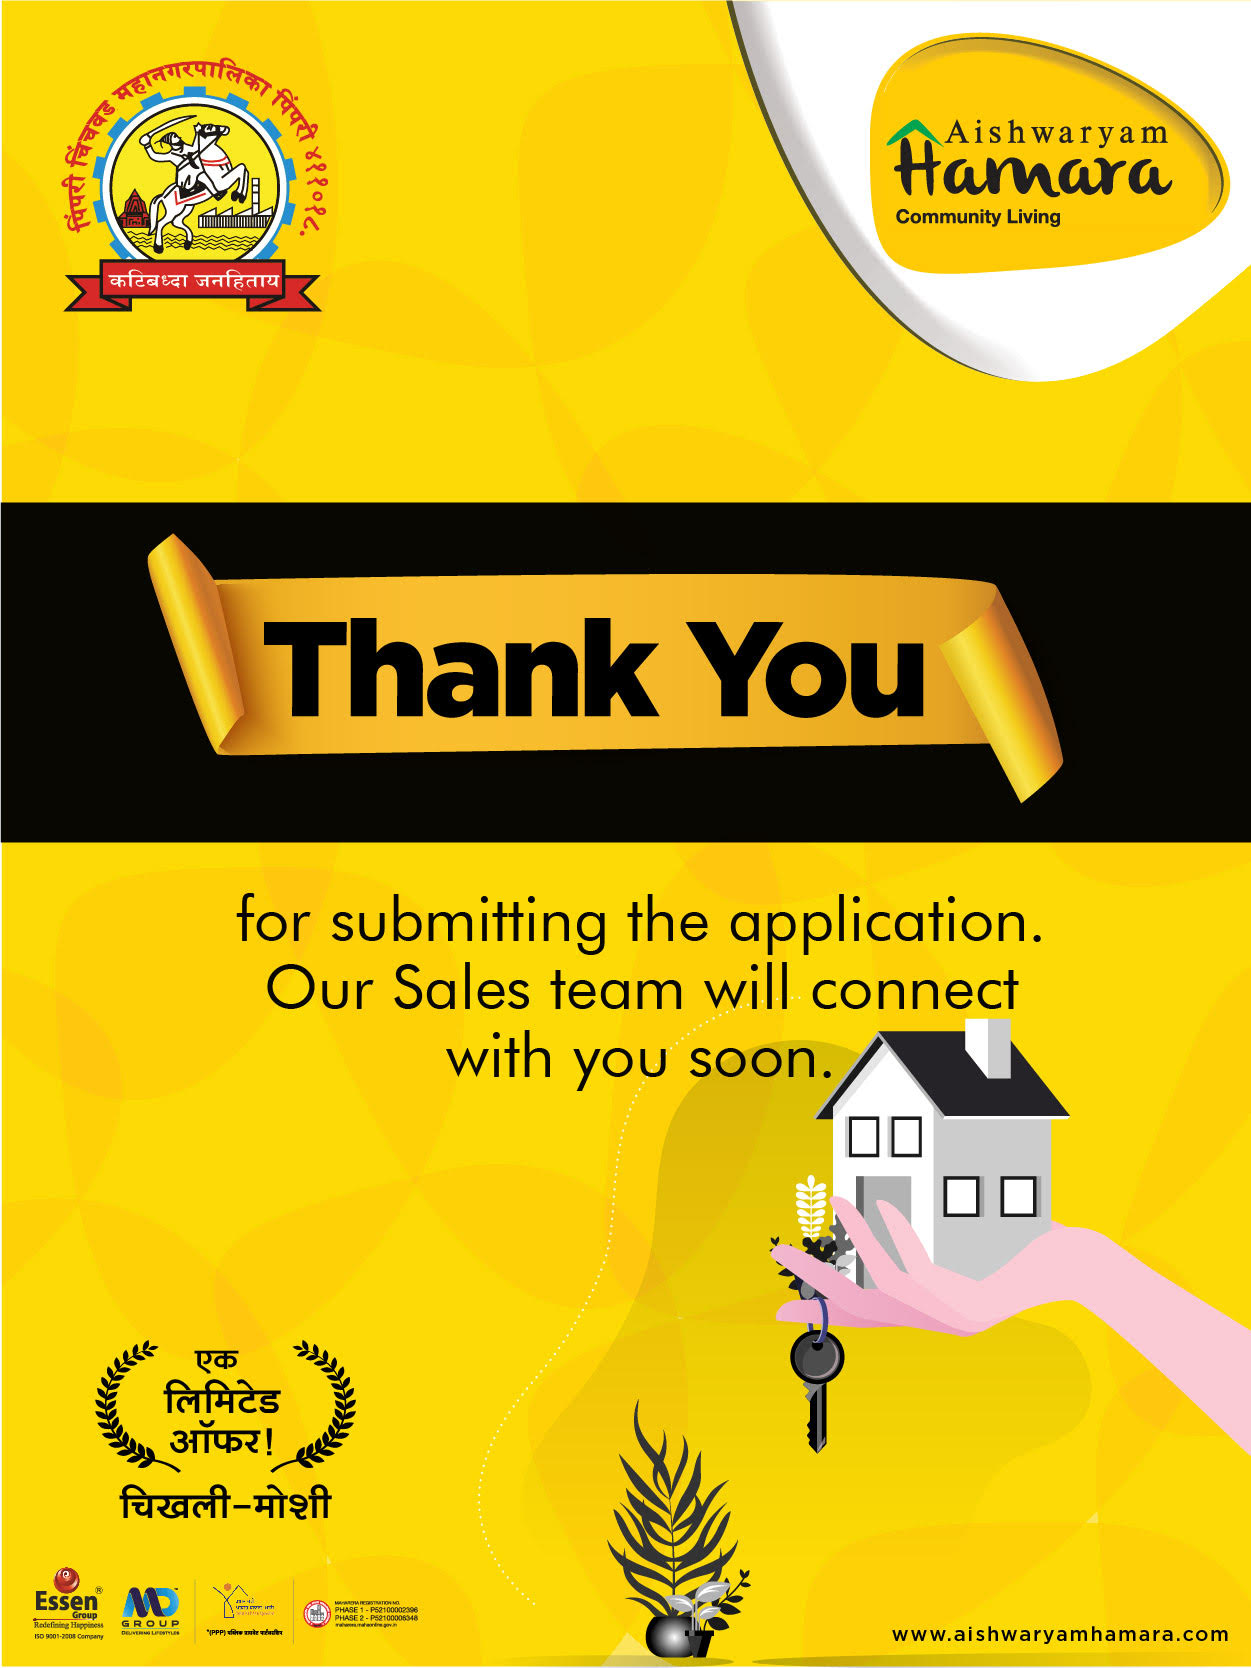 पिंपरी चिंचवड महानगरपालिका पिंपरी ४११०१८.
कटिबध्दा जनहिताय
Aishwaryam
Hamara
Community Living
Thank You
for submitting the application.
Our Sales team will connect
with you soon.
एक
लिमिटेड
ऑफर!
चिखली-मोशी
Essen®
Group
Redefining Happiness
ISO 9001-2008 Company
MD
GROUP
DELIVERING LIFESTYLES
*(PPP) पब्लिक प्रायवेट पार्टनरशिप
MAHARERA REGISTRATION NO.
PHASE 1 - P52100002396
PHASE 2 - P52100006348
maharera.mahaonline.gov.in
www.aishwaryamhamara.com